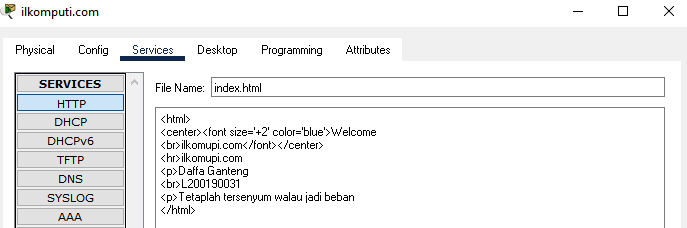 ilkomputi.com
Physical Config Services Desktop Programming Attributes
SERVICES
HTTP
DHCP
DHCPv6
TFTP
DNS
SYSLOG
AAA
File Name: index.html
<html>
<center><font size='+2' color='blue'>Welcome
<br>ilkomupi.com</font></center>
<hr>ilkomupi.com
<p>Daffa Ganteng
<br>L200190031
<p>Tetaplah tersenyum walau jadi beban
</html>